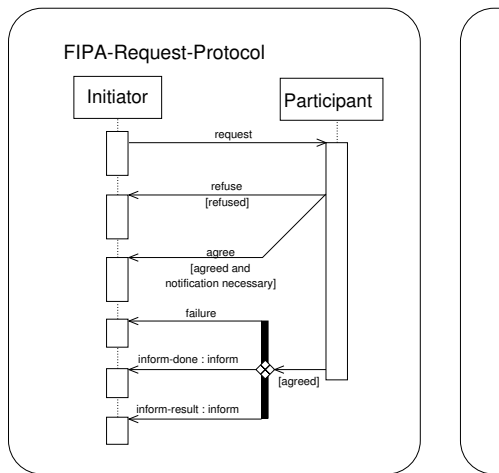 FIPA-Request-Protocol
Initiator
Participant
request
refuse
[refused]
agree
[agreed and
notification necessary]
failure
inform-done : inform
[agreed]
inform-result : inform